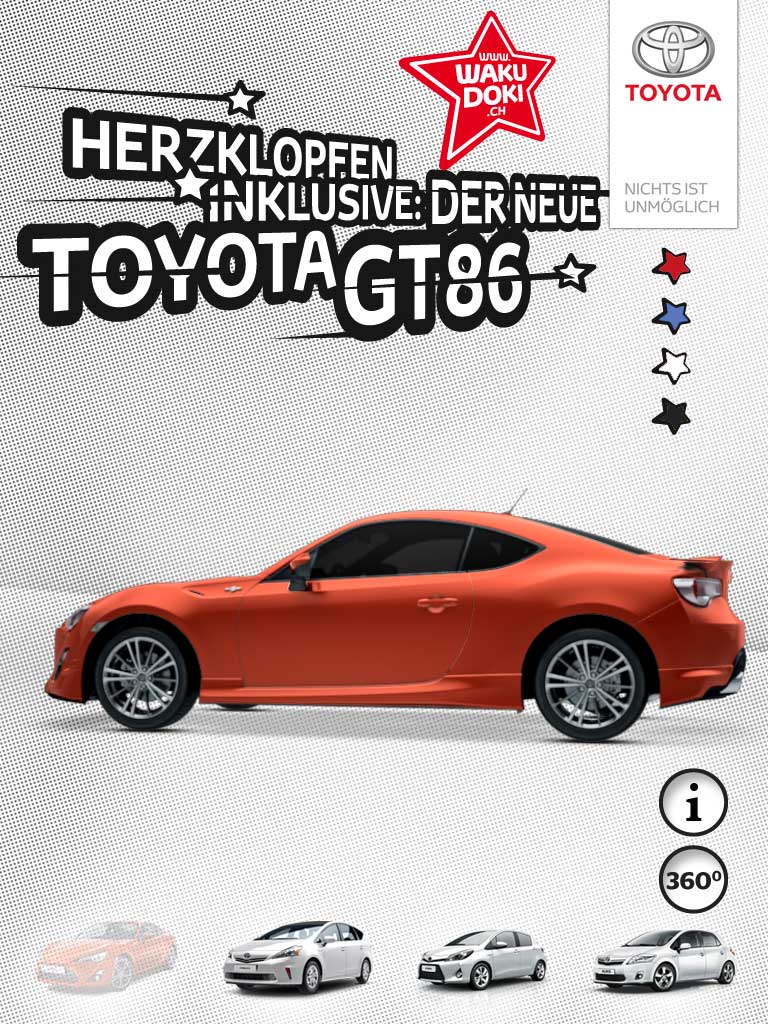 WWW.
WAKU
DOKI
.CH
TOYOTA
NICHTS IST
UNMÖGLICH
HERZKLOPFEN
INKLUSIVE: DER NEUE
TOYOTA GT86
i
360°